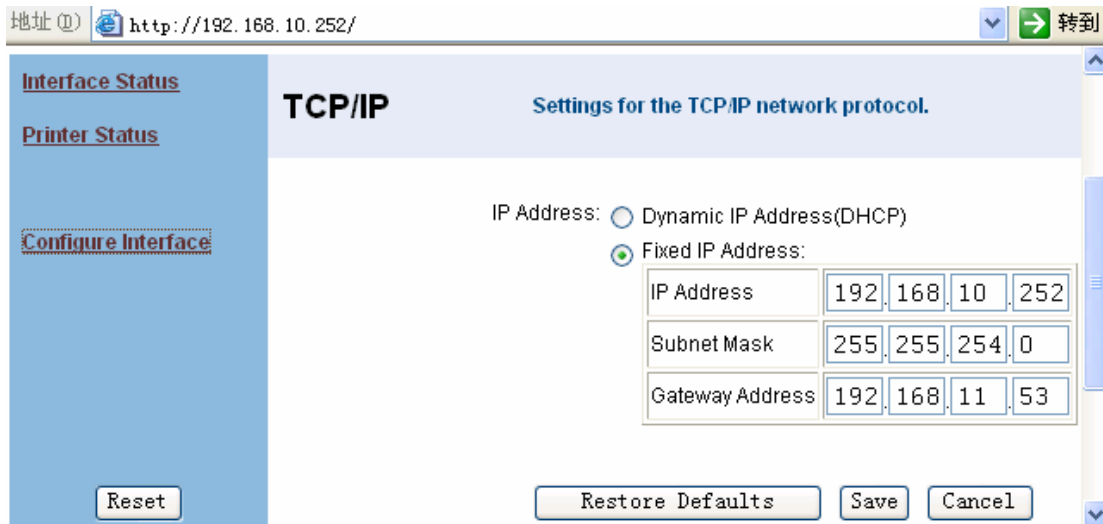 地址(D) http://192.168.10.252/ 转到
Interface Status
Printer Status
Configure Interface
Reset
TCP/IP Settings for the TCP/IP network protocol.
IP Address: Dynamic IP Address(DHCP)
Fixed IP Address:
IP Address 192.168.10.252
Subnet Mask 255.255.254.0
Gateway Address 192.168.11.53
Restore Defaults Save Cancel